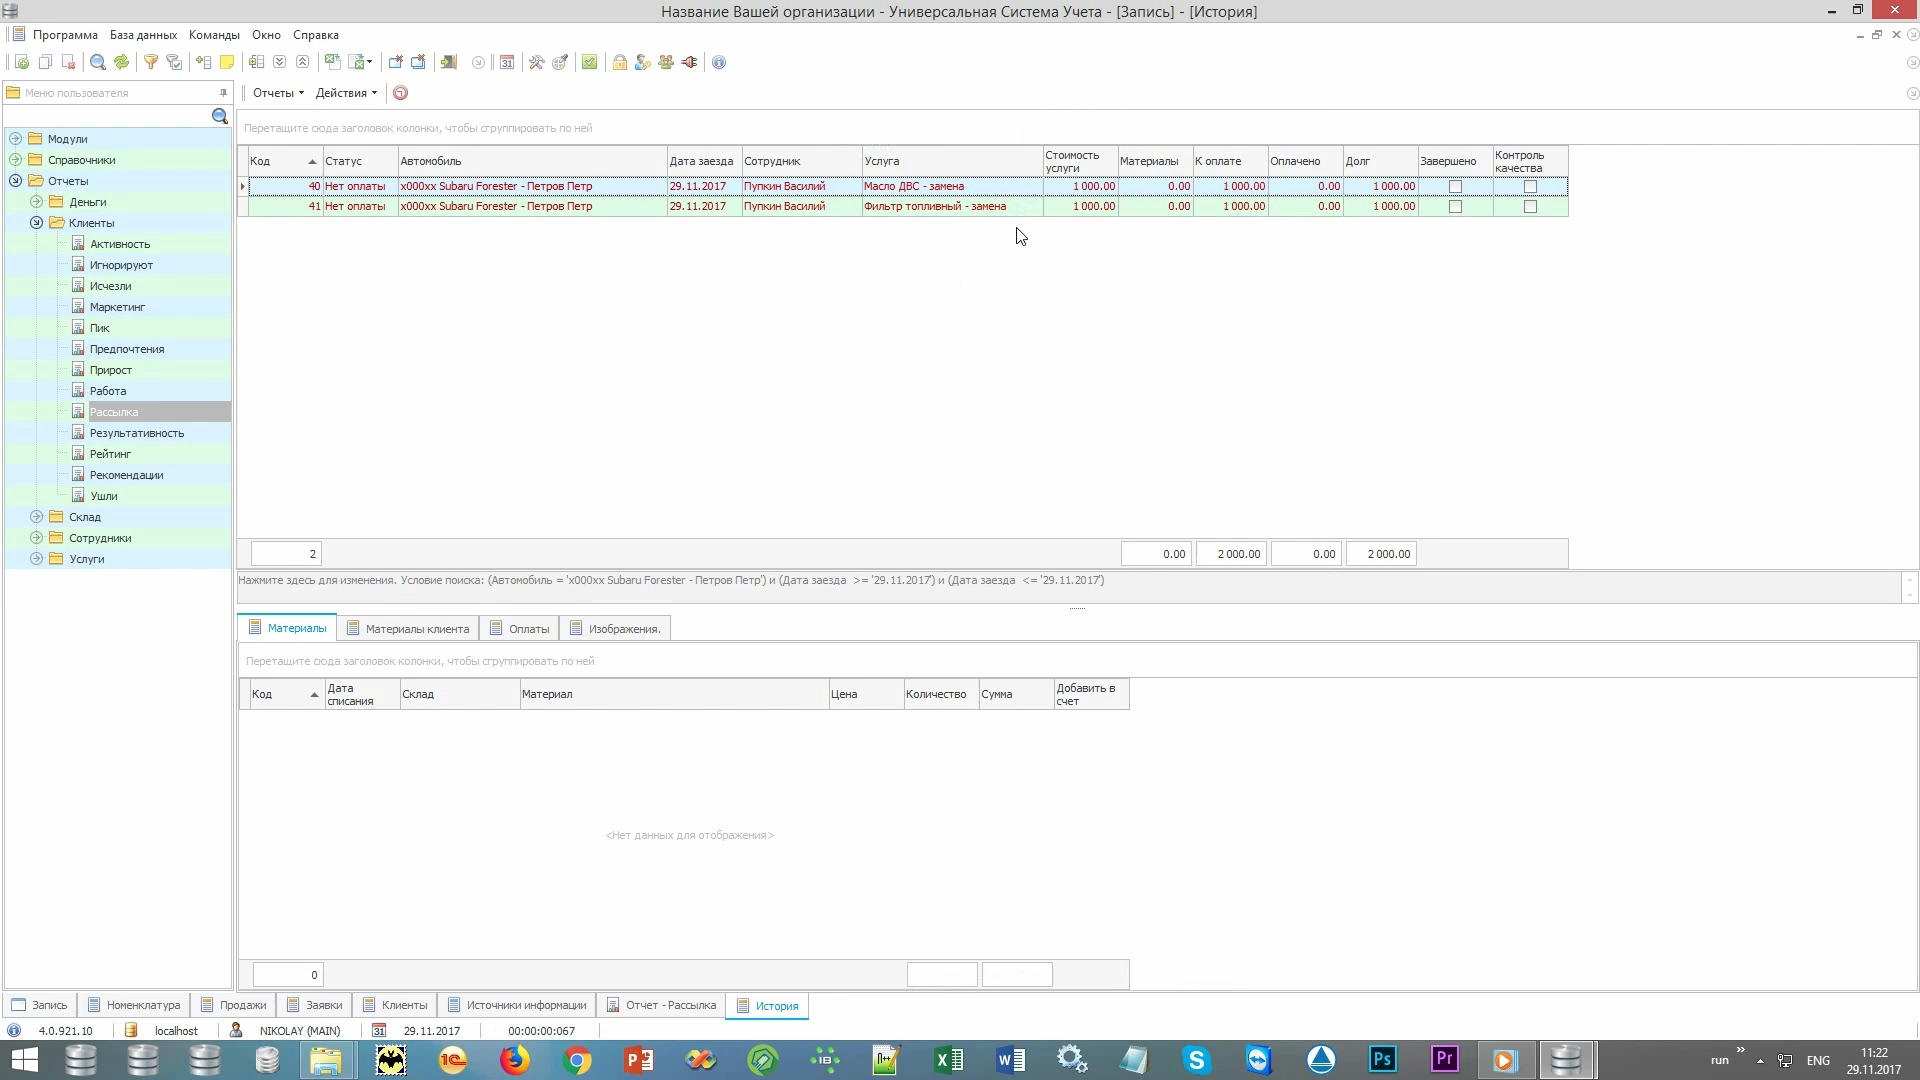 Название Вашей организации - Универсальная Система Учета - [Запись] - [История]
Программа База данных Команды Окно Справка
Меню пользователя
Отчеты Действия
Модули
Справочники
Отчеты
Деньги
Клиенты
Активность
Игнорируют
Исчезли
Маркетинг
Пик
Предпочтения
Прирост
Работа
Рассылка
Результативность
Рейтинг
Рекомендации
Ушли
Склад
Сотрудники
Услуги
Перетащите сюда заголовок колонки, чтобы сгруппировать по ней
Код Статус Автомобиль Дата заезда Сотрудник Услуга Стоимость услуги Материалы К оплате Оплачено Долг Завершено Контроль качества
40 Нет оплаты x000xx Subaru Forester - Петров Петр 29.11.2017 Пупкин Василий Масло ДВС - замена 1 000.00 0.00 1 000.00 0.00 1 000.00
41 Нет оплаты x000xx Subaru Forester - Петров Петр 29.11.2017 Пупкин Василий Фильтр топливный - замена 1 000.00 0.00 1 000.00 0.00 1 000.00
2 0.00 2 000.00 0.00 2 000.00
Нажмите здесь для изменения. Условие поиска: (Автомобиль = 'x000xx Subaru Forester - Петров Петр') и (Дата заезда >= '29.11.2017') и (Дата заезда <= '29.11.2017')
Материалы Материалы клиента Оплаты Изображения.
Перетащите сюда заголовок колонки, чтобы сгруппировать по ней
Код Дата списания Склад Материал Цена Количество Сумма Добавить в счет
<Нет данных для отображения>
0
Запись Номенклатура Продажи Заявки Клиенты Источники информации Отчет - Рассылка История
4.0.921.10 localhost NIKOLAY (MAIN) 31 29.11.2017 00:00:00:067
run ENG 11:22
29.11.2017